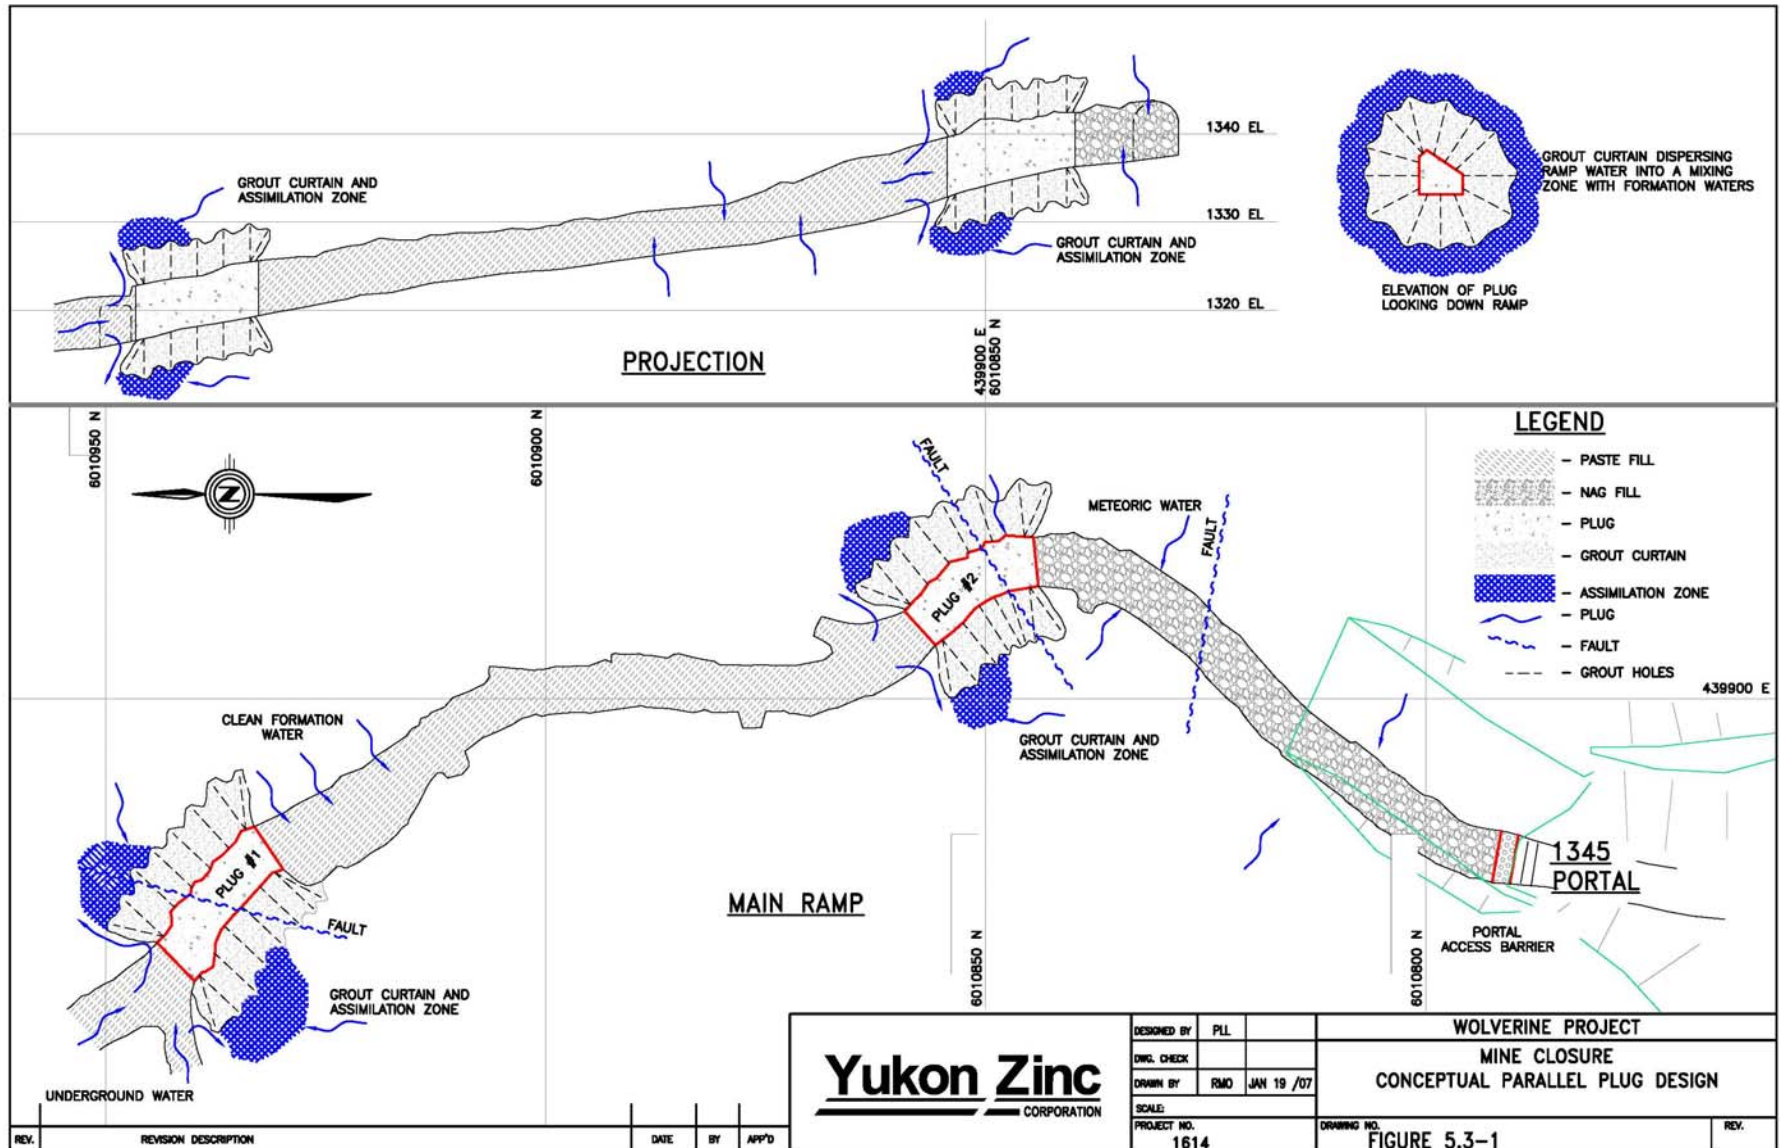 1340 EL
GROUT CURTAIN DISPERSING
RAMP WATER INTO A MIXING
ZONE WITH FORMATION WATERS
GROUT CURTAIN AND
ASSIMILATION ZONE
1330 EL
GROUT CURTAIN AND
ASSIMILATION ZONE
ELEVATION OF PLUG
LOOKING DOWN RAMP
1320 EL
PROJECTION
439900 E
6010850 N
6010950 N
6010900 N
Z
LEGEND
- PASTE FILL
- NAG FILL
- PLUG
- GROUT CURTAIN
- ASSIMILATION ZONE
- PLUG
- FAULT
- GROUT HOLES
FAULT
METEORIC WATER
FAULT
PLUG #2
439900 E
CLEAN FORMATION
WATER
GROUT CURTAIN AND
ASSIMILATION ZONE
PLUG #1
FAULT
MAIN RAMP
1345
PORTAL
PORTAL
ACCESS BARRIER
6010850 N
6010800 N
GROUT CURTAIN AND
ASSIMILATION ZONE
UNDERGROUND WATER
REV. REVISION DESCRIPTION DATE BY APP'D
Yukon Zinc
CORPORATION
DESIGNED BY PLL
DWG. CHECK
DRAWN BY RMO JAN 19 /07
SCALE:
PROJECT NO.
1614
WOLVERINE PROJECT
MINE CLOSURE
CONCEPTUAL PARALLEL PLUG DESIGN
DRAWING NO. REV.
FIGURE 5.3-1